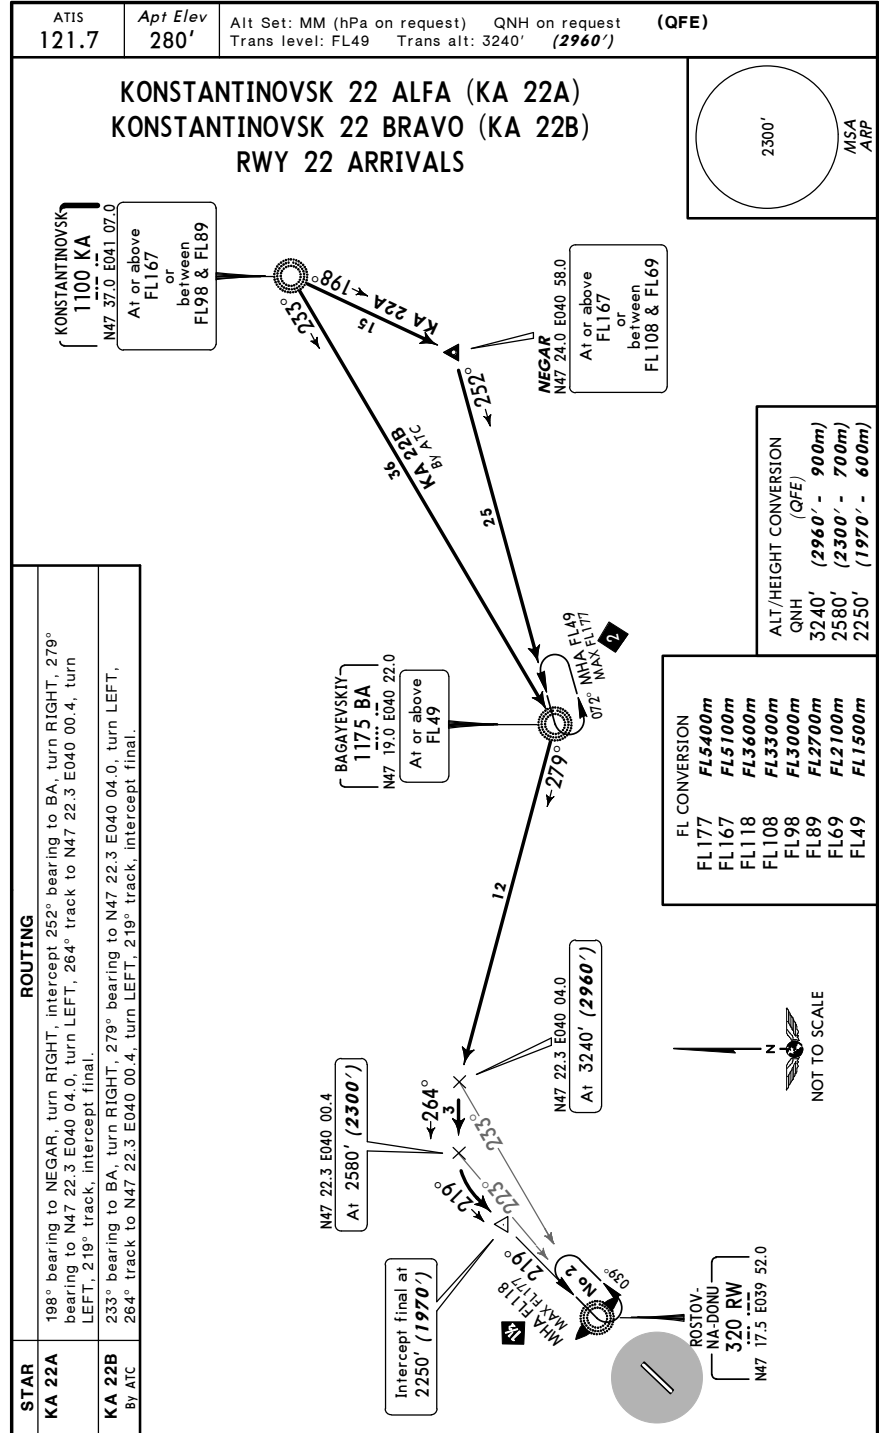 ATIS
121.7
Apt Elev
280'
Alt Set: MM (hPa on request) QNH on request (QFE)
Trans level: FL49 Trans alt: 3240' (2960')
KONSTANTINOVSK 22 ALFA (KA 22A)
KONSTANTINOVSK 22 BRAVO (KA 22B)
RWY 22 ARRIVALS
2300'
MSA
ARP
KONSTANTINOVSK
1100 KA
N47 37.0 E041 07.0
At or above
FL167
or
between
FL98 & FL89
198°
KA 22A
15
233°
36
KA 22B
By ATC
NEGAR
N47 24.0 E040 58.0
At or above
FL167
or
between
FL108 & FL69
252°
25
BAGAYEVSKIY
1175 BA
N47 19.0 E040 22.0
At or above
FL49
072°
MHA FL49
MAX FL177
2
279°
12
N47 22.3 E040 04.0
At 3240' (2960')
264°
3
N47 22.3 E040 00.4
At 2580' (2300')
233°
223°
219°
219°
Intercept final at
2250' (1970')
MHA FL118
MAX FL177
1½
No 2
039°
ROSTOV-
NA-DONU
320 RW
N47 17.5 E039 52.0
N
NOT TO SCALE
ALT/HEIGHT CONVERSION
QNH (QFE)
3240' (2960' - 900m)
2580' (2300' - 700m)
2250' (1970' - 600m)
FL CONVERSION
FL177 FL5400m
FL167 FL5100m
FL118 FL3600m
FL108 FL3300m
FL98 FL3000m
FL89 FL2700m
FL69 FL2100m
FL49 FL1500m
STAR ROUTING
KA 22A 198° bearing to NEGAR, turn RIGHT, intercept 252° bearing to BA, turn RIGHT, 279°
bearing to N47 22.3 E040 04.0, turn LEFT, 264° track to N47 22.3 E040 00.4, turn
LEFT, 219° track, intercept final.
KA 22B 233° bearing to BA, turn RIGHT, 279° bearing to N47 22.3 E040 04.0, turn LEFT,
By ATC 264° track to N47 22.3 E040 00.4, turn LEFT, 219° track, intercept final.